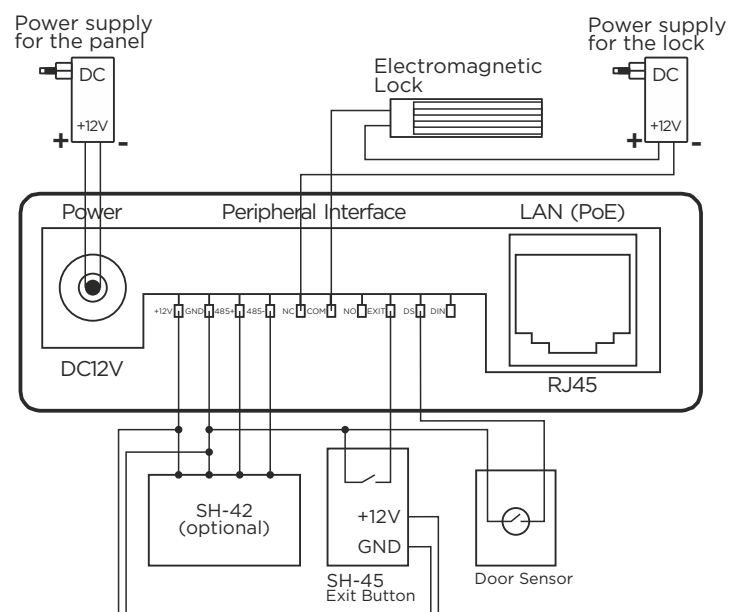 Power supply
for the panel
Power supply
for the lock
DC
Electromagnetic
Lock
DC
+12V
+12V
+
-
+
-
Power
Peripheral Interface
LAN (PoE)
+12V
GND
485+
485-
NC
COM
NO
EXIT
DS
DIN
DC12V
RJ45
SH-42
(optional)
+12V
GND
SH-45
Exit Button
Door Sensor